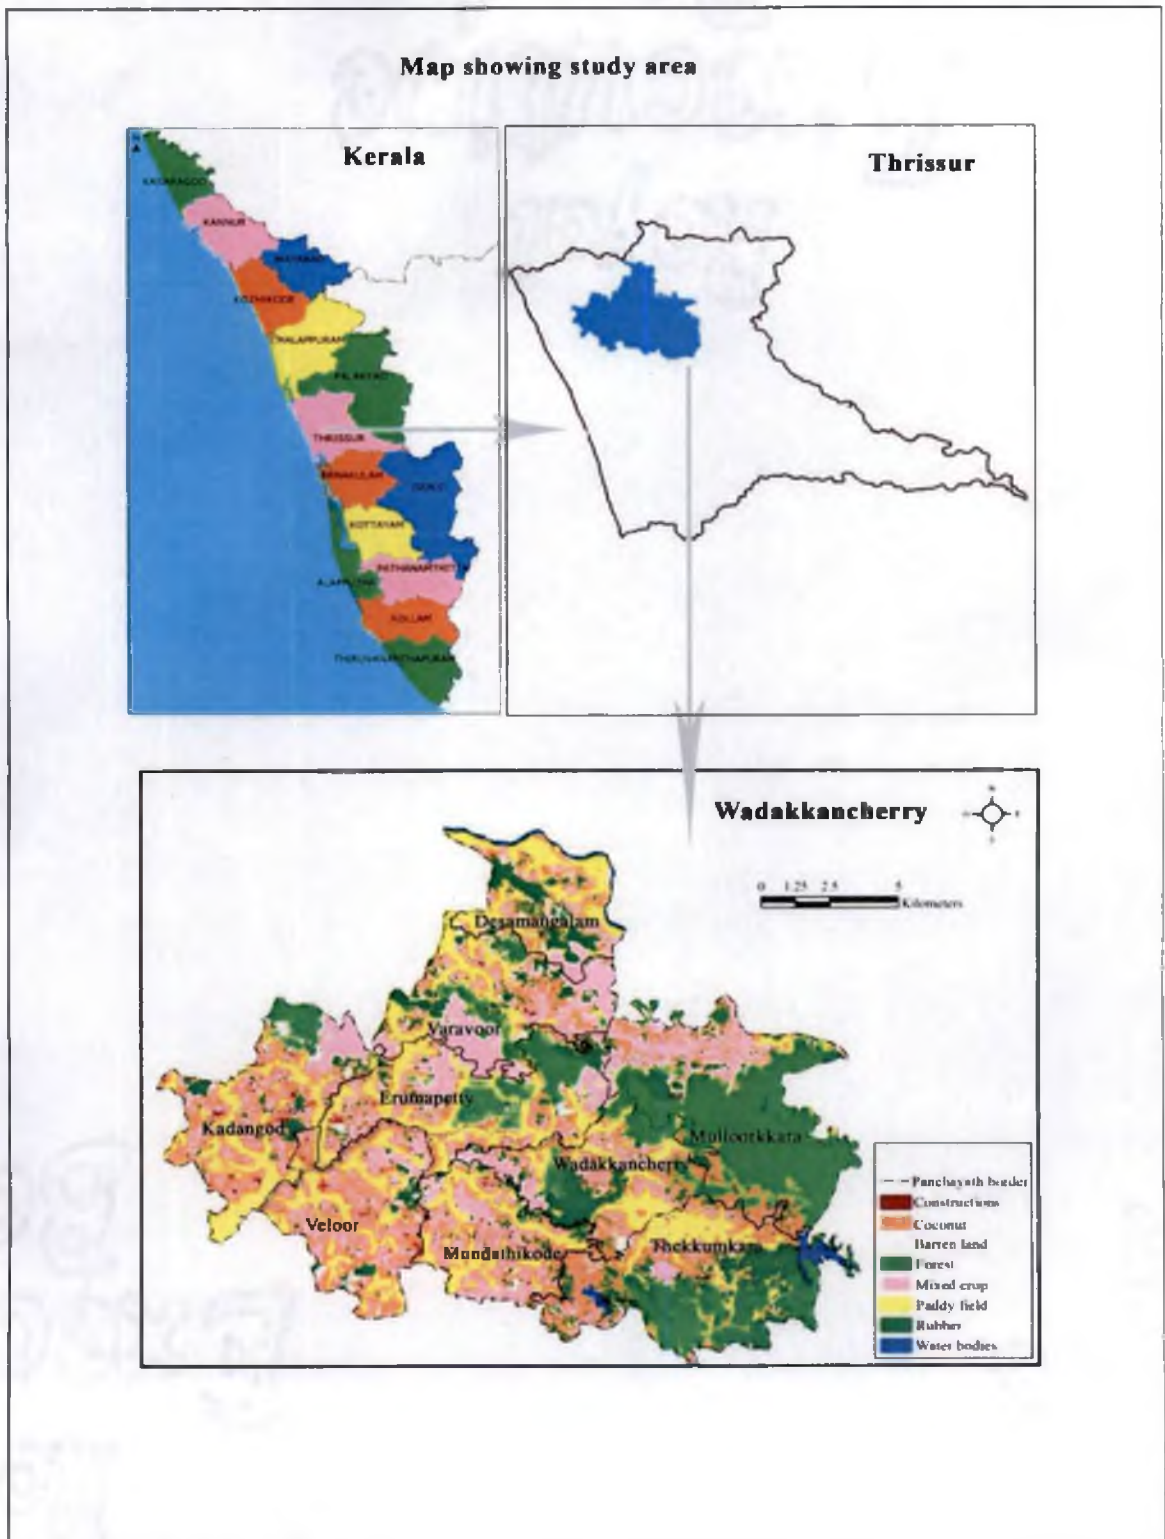 Map showing study area
Kerala
N
KASARAGOD
KANNUR
WAYANAD
KOZHIKODE
MALAPPURAM
PALAKKAD
THRISSUR
ERNAKULAM
IDUKKI
KOTTAYAM
PATHANAMTHITTA
ALAPPUZHA
KOLLAM
THIRUVANANTHAPURAM
Thrissur
Wadakkancherry
0 1.25 2.5 5
Kilometers
Desamangalam
Varavoor
Erumapetty
Kadangod
Mulloorkkara
Wadakkancherry
Veloor
Mundathikode
Thekkumkara
Panchayath border
Constructions
Coconut
Barren land
Forest
Mixed crop
Paddy field
Rubber
Water bodies